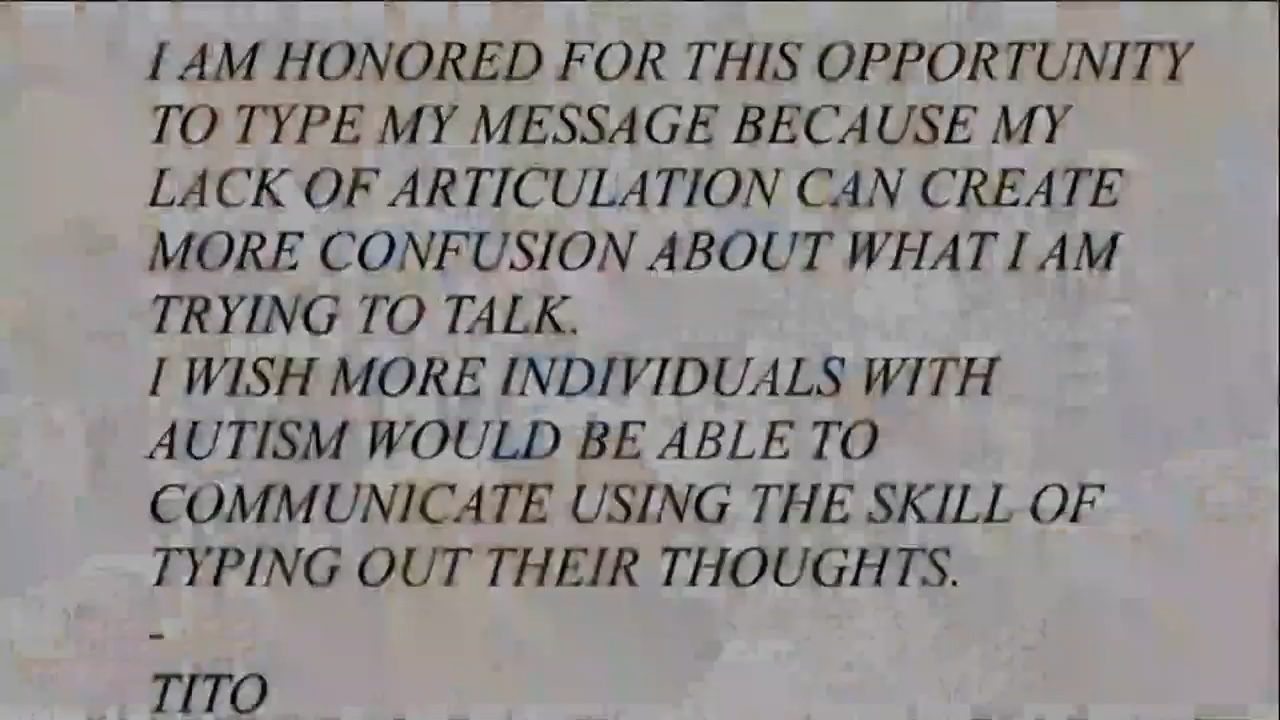 I AM HONORED FOR THIS OPPORTUNITY
TO TYPE MY MESSAGE BECAUSE MY
LACK OF ARTICULATION CAN CREATE
MORE CONFUSION ABOUT WHAT I AM
TRYING TO TALK.
I WISH MORE INDIVIDUALS WITH
AUTISM WOULD BE ABLE TO
COMMUNICATE USING THE SKILL OF
TYPING OUT THEIR THOUGHTS.
-
TITO